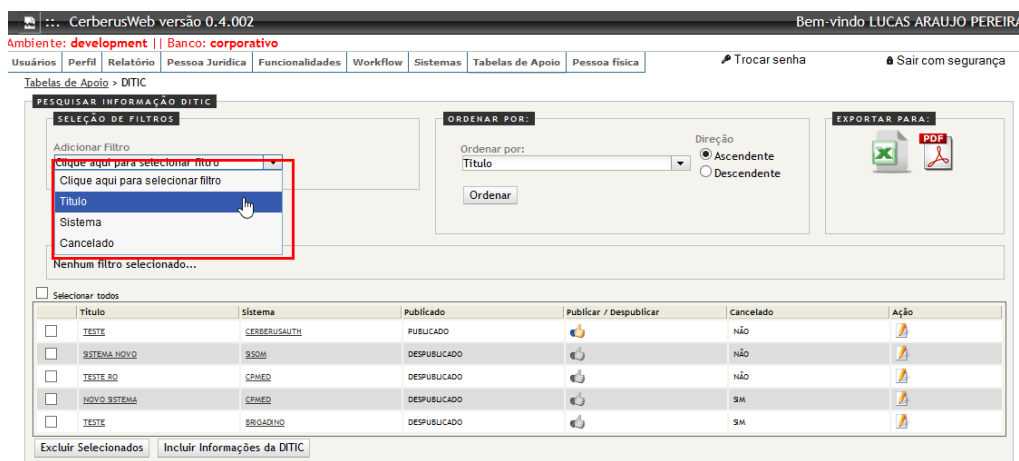 ::. CerberusWeb versão 0.4.002 Bem-vindo LUCAS ARAUJO PEREIRA
Ambiente: development || Banco: corporativo
Usuários Perfil Relatório Pessoa Juridica Funcionalidades Workflow Sistemas Tabelas de Apoio Pessoa física Trocar senha Sair com segurança
Tabelas de Apoio > DITIC
PESQUISAR INFORMAÇÃO DITIC
SELEÇÃO DE FILTROS ORDENAR POR: EXPORTAR PARA:
Adicionar Filtro Ordenar por: Direção PDF
Clique aqui para selecionar filtro Título Ascendente
Clique aqui para selecionar filtro Descendente
Título Ordenar
Sistema
Cancelado
Nenhum filtro selecionado...
Selecionar todos
Título Sistema Publicado Publicar / Despublicar Cancelado Ação
TESTE CERBERUSAUTH PUBLICADO NÃO
SISTEMA NOVO SISOM DESPUBLICADO NÃO
TESTE RO CPMED DESPUBLICADO NÃO
NOVO SISTEMA CPMED DESPUBLICADO SIM
TESTE BRIGADINO DESPUBLICADO SIM
Excluir Selecionados Incluir Informações da DITIC